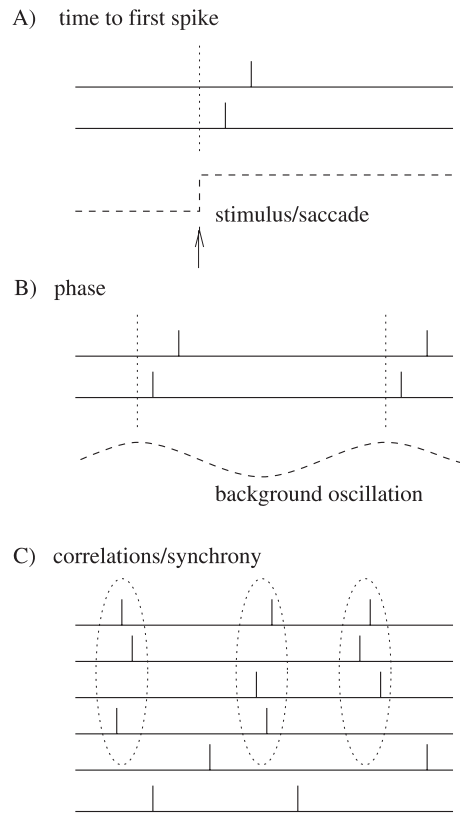 A) time to first spike
stimulus/saccade
B) phase
background oscillation
C) correlations/synchrony